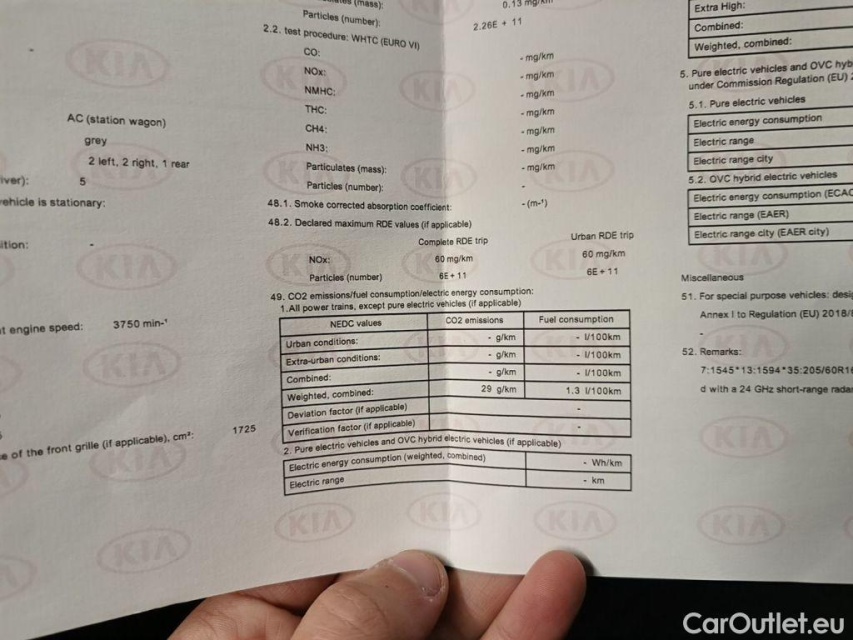 Particles (number):
2.26E + 11
2.2. test procedure: WHTC (EURO VI)
CO: - mg/km
NOx: - mg/km
NMHC: - mg/km
THC: - mg/km
CH4: - mg/km
NH3: - mg/km
Particulates (mass): - mg/km
Particles (number): -
48.1. Smoke corrected absorption coefficient: - (m-¹)
48.2. Declared maximum RDE values (if applicable)
Complete RDE trip Urban RDE trip
NOx: 60 mg/km 60 mg/km
Particles (number) 6E + 11 6E + 11
49. CO2 emissions/fuel consumption/electric energy consumption:
1.All power trains, except pure electric vehicles (if applicable)
NEDC values CO2 emissions Fuel consumption
Urban conditions: - g/km - l/100km
Extra-urban conditions: - g/km - l/100km
Combined: - g/km - l/100km
Weighted, combined: 29 g/km 1.3 l/100km
Deviation factor (if applicable) -
Verification factor (if applicable) -
2. Pure electric vehicles and OVC hybrid electric vehicles (if applicable)
Electric energy consumption (weighted, combined) - Wh/km
Electric range - km
-
AC (station wagon)
grey
2 left, 2 right, 1 rear
iver): 5
vehicle is stationary:
ition: -
t engine speed: 3750 min-¹
e of the front grille (if applicable), cm²: 1725
Extra High:
Combined:
Weighted, combined:
5. Pure electric vehicles and OVC hyb
under Commission Regulation (EU)
5.1. Pure electric vehicles
Electric energy consumption
Electric range
Electric range city
5.2. OVC hybrid electric vehicles
Electric energy consumption (ECAC
Electric range (EAER)
Electric range city (EAER city)
Miscellaneous
51. For special purpose vehicles: desig
Annex I to Regulation (EU) 2018/
-
52. Remarks:
7:1545*13:1594*35:205/60R16
d with a 24 GHz short-range radar
KIA
CarOutlet.eu